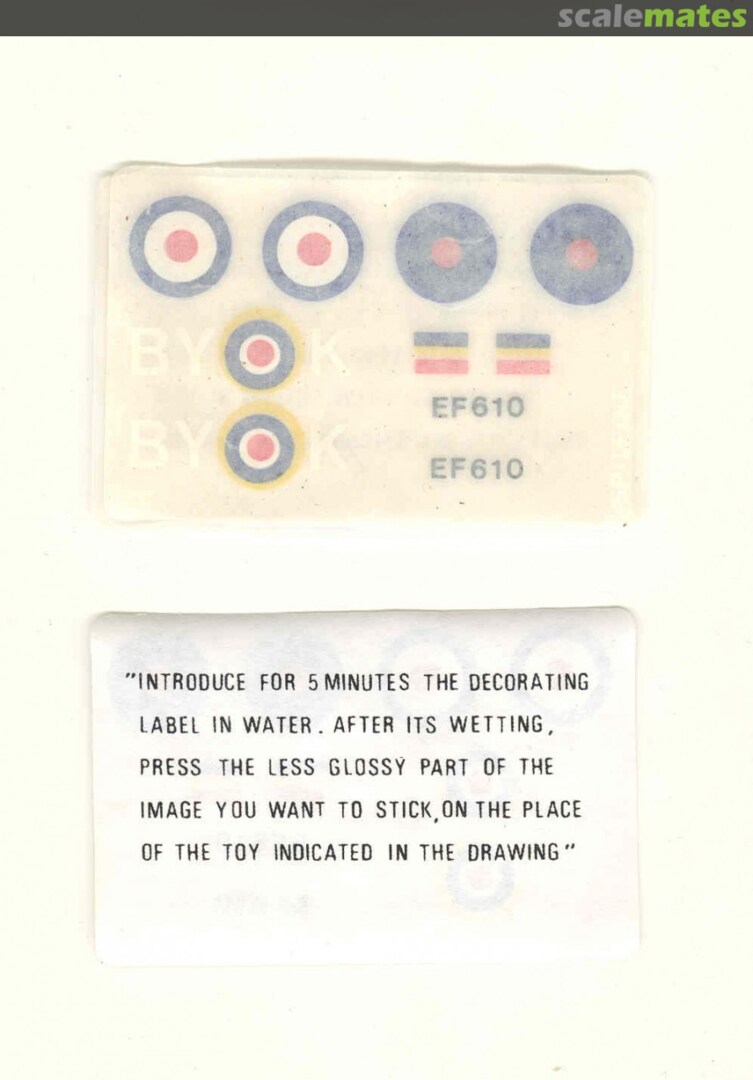 scalemates
BY K
EF610
BY K
EF610
"INTRODUCE FOR 5 MINUTES THE DECORATING
LABEL IN WATER. AFTER ITS WETTING,
PRESS THE LESS GLOSSY PART OF THE
IMAGE YOU WANT TO STICK, ON THE PLACE
OF THE TOY INDICATED IN THE DRAWING"